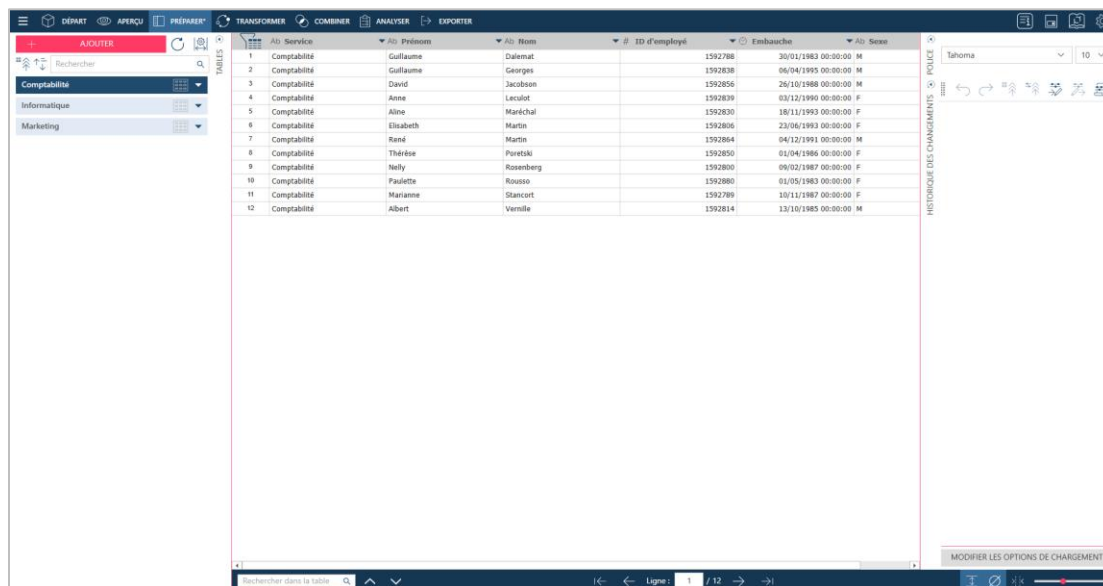 DÉPART APERÇU PRÉPARER* TRANSFORMER COMBINER ANALYSER EXPORTER
AJOUTER
Rechercher
Comptabilité
Informatique
Marketing
TABLES
Ab Service Ab Prénom Ab Nom # ID d'employé Embauche Ab Sexe
1 Comptabilité Guillaume Dalemat 1592788 30/01/1983 00:00:00 M
2 Comptabilité Guillaume Georges 1592838 06/04/1995 00:00:00 M
3 Comptabilité David Jacobson 1592856 26/10/1988 00:00:00 M
4 Comptabilité Anne Leculot 1592839 03/12/1990 00:00:00 F
5 Comptabilité Aline Maréchal 1592830 18/11/1993 00:00:00 F
6 Comptabilité Elisabeth Martin 1592806 23/06/1993 00:00:00 F
7 Comptabilité René Martin 1592864 04/12/1991 00:00:00 M
8 Comptabilité Thérèse Poretski 1592850 01/04/1986 00:00:00 F
9 Comptabilité Nelly Rosenberg 1592800 09/02/1987 00:00:00 F
10 Comptabilité Paulette Rousso 1592880 01/05/1983 00:00:00 F
11 Comptabilité Marianne Stancort 1592789 10/11/1987 00:00:00 F
12 Comptabilité Albert Vernille 1592814 13/10/1985 00:00:00 M
POLICE
Tahoma 10
HISTORIQUE DES CHANGEMENTS
MODIFIER LES OPTIONS DE CHARGEMENT
Rechercher dans la table Ligne : 1 / 12